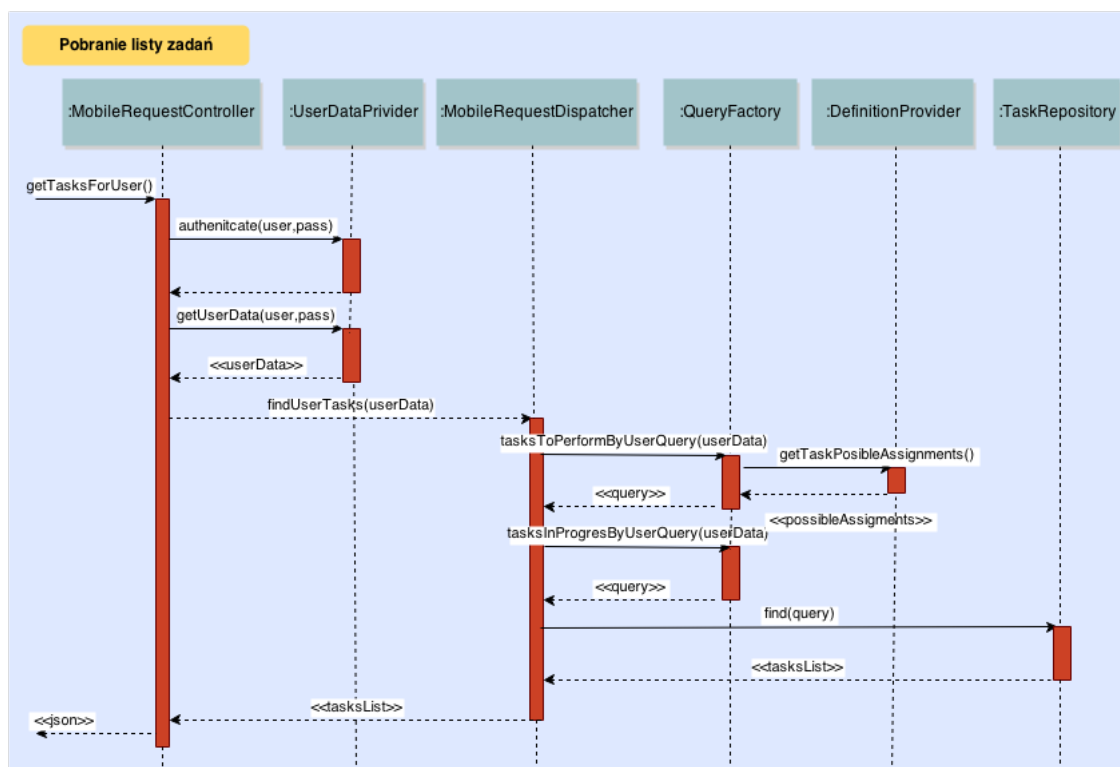 Pobranie listy zadań
:MobileRequestController
:UserDataPrivider
:MobileRequestDispatcher
:QueryFactory
:DefinitionProvider
:TaskRepository
getTasksForUser()
authenitcate(user,pass)
getUserData(user,pass)
<<userData>>
findUserTasks(userData)
tasksToPerformByUserQuery(userData)
getTaskPosibleAssignments()
<<query>>
<<possibleAssigments>>
tasksInProgresByUserQuery(userData)
<<query>>
find(query)
<<tasksList>>
<<tasksList>>
<<json>>